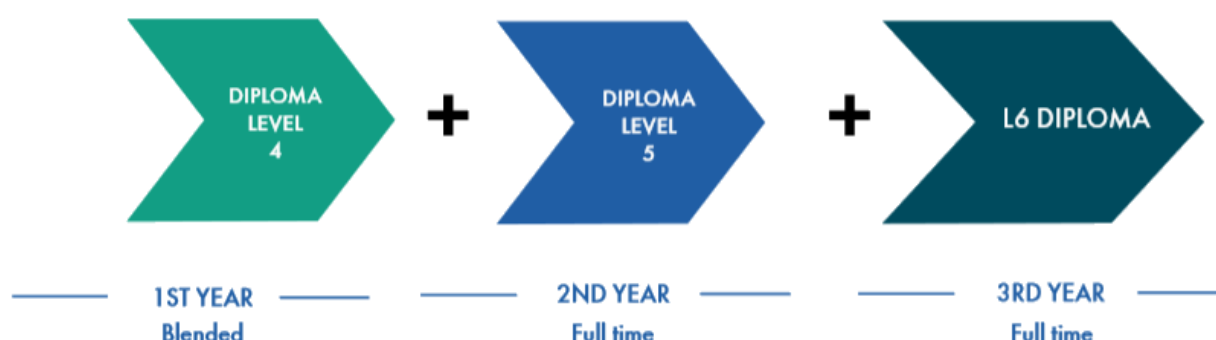 DIPLOMA
LEVEL
4
+
DIPLOMA
LEVEL
5
+
L6 DIPLOMA
1ST YEAR
Blended
2ND YEAR
Full time
3RD YEAR
Full time